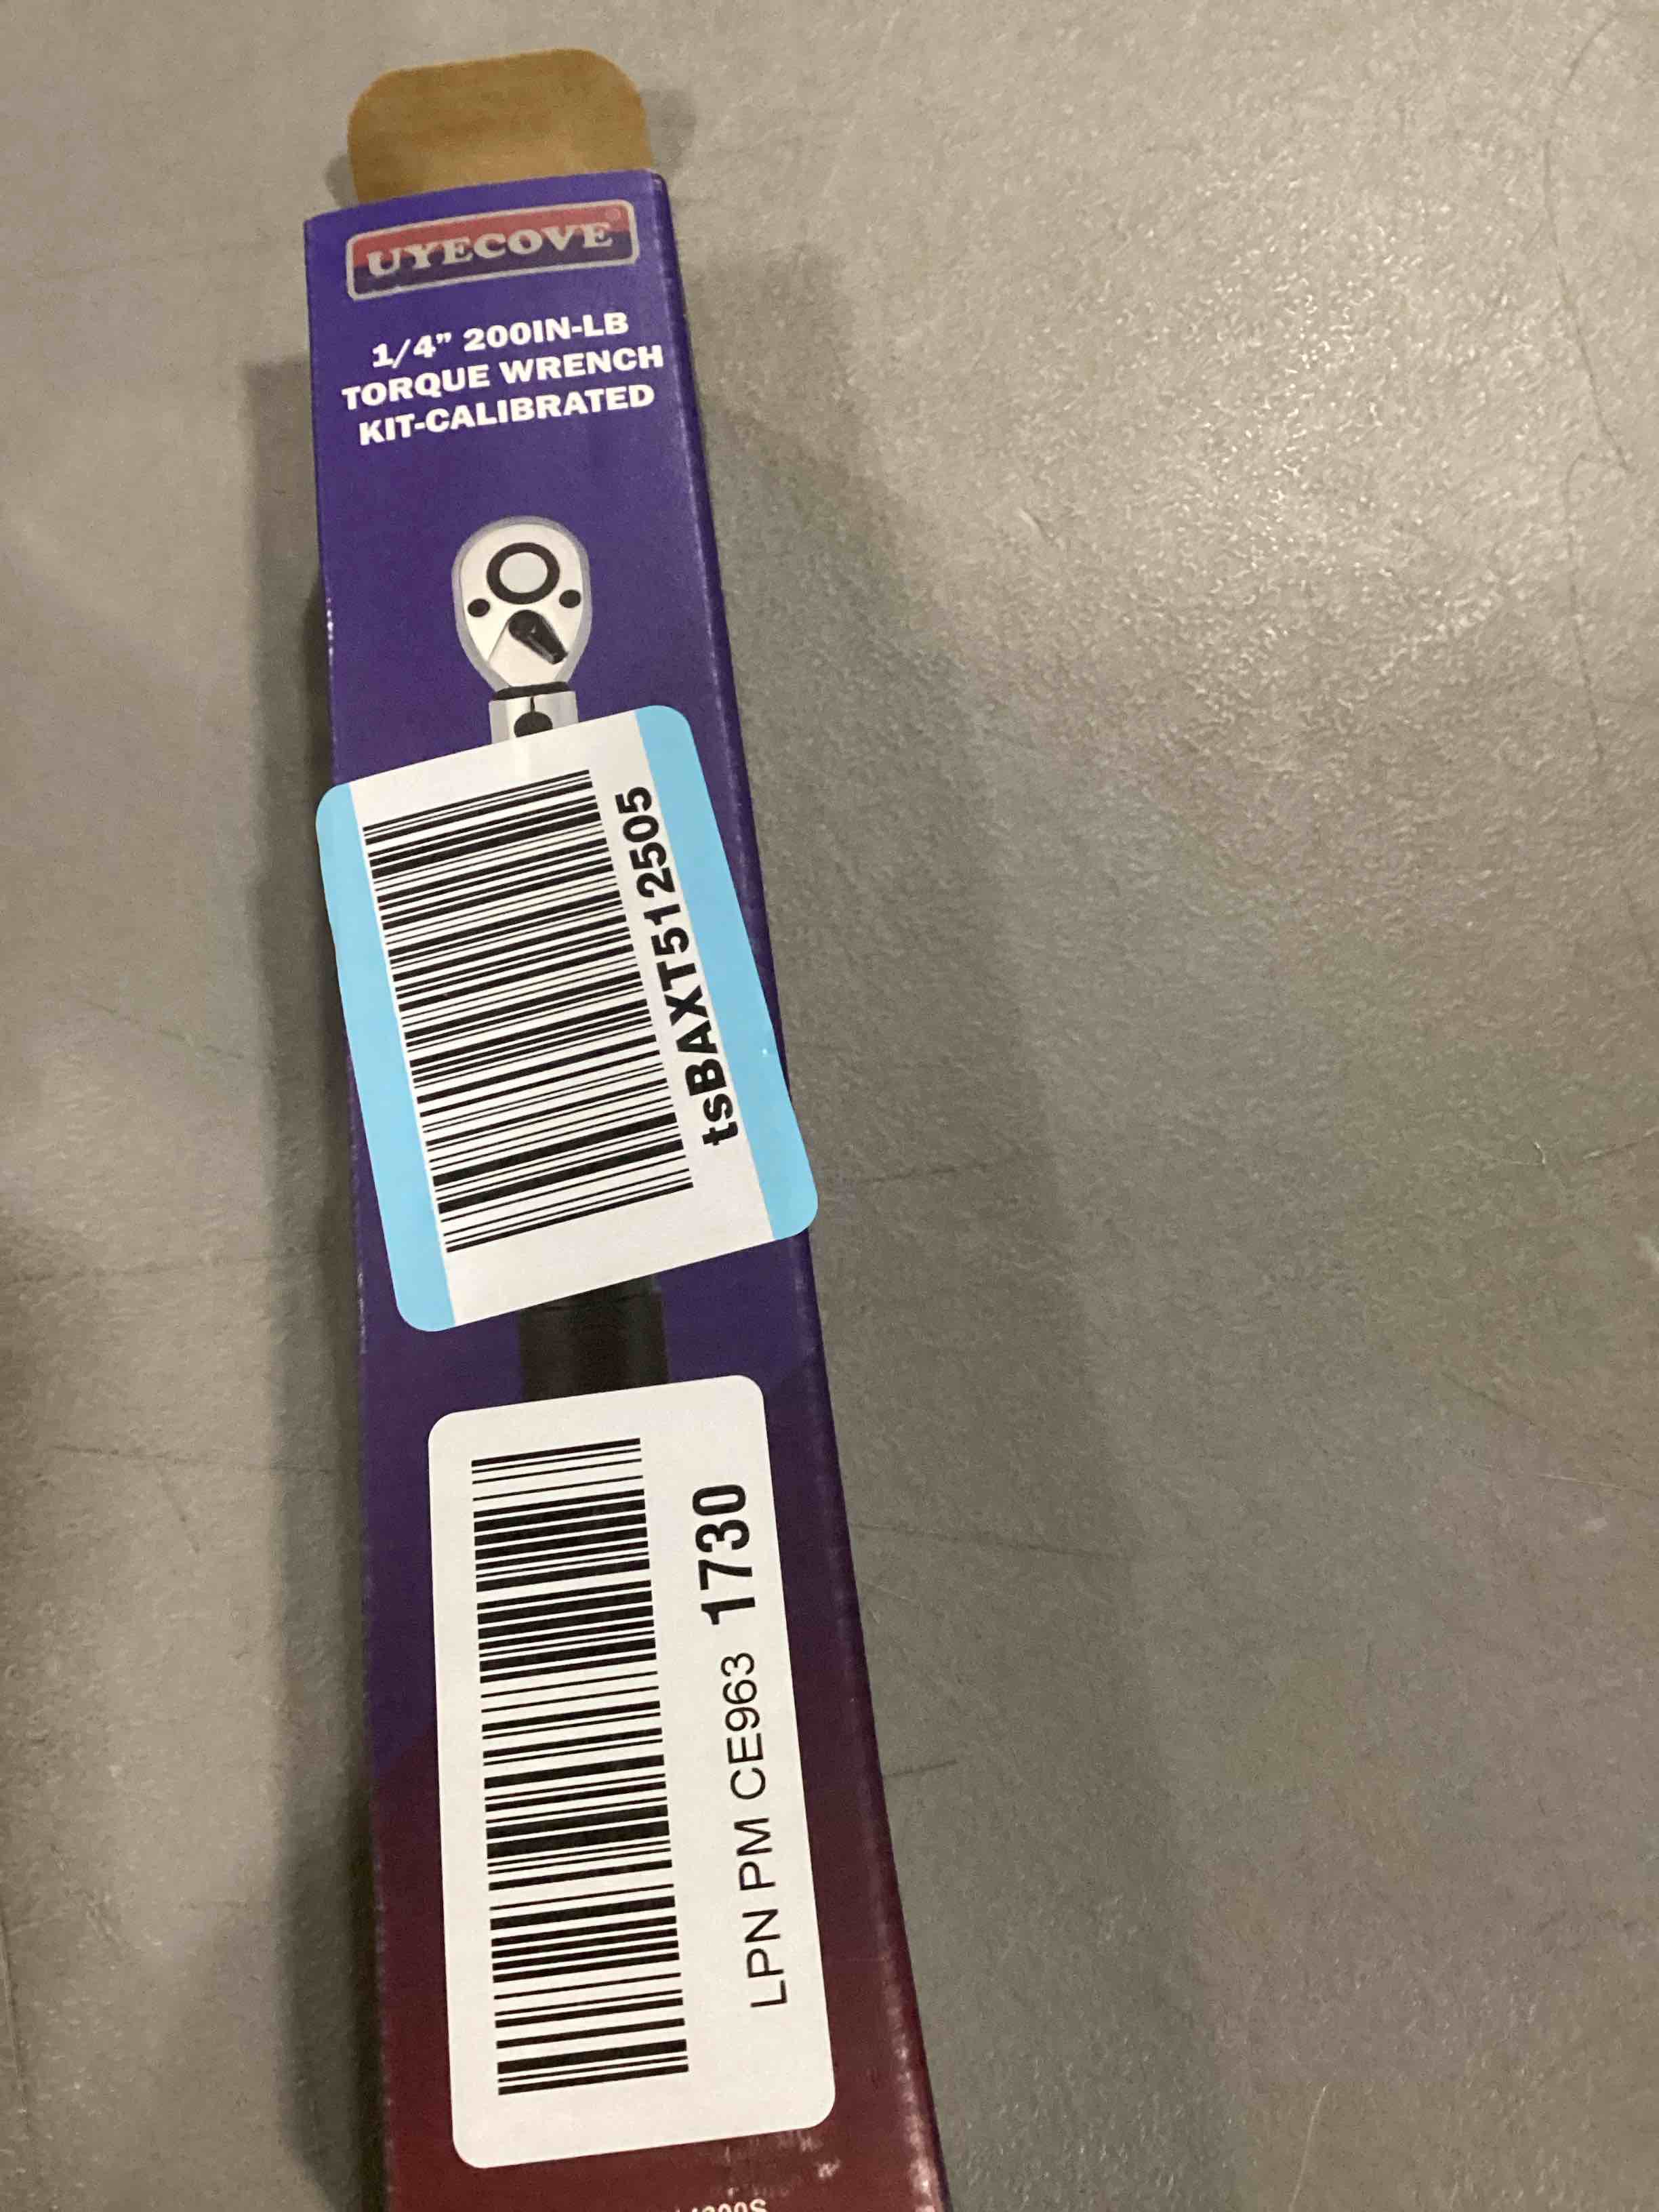 UYECOVE®
1/4” 200IN-LB
TORQUE WRENCH
KIT-CALIBRATED
tsBAXT512505
LPN PM CE963 1730